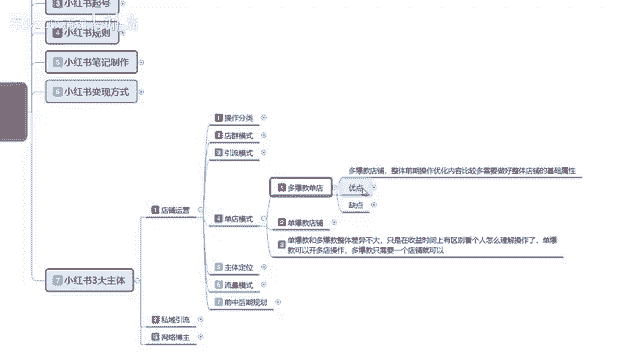 3 小红书起号
4 小红书规则
5 小红书笔记制作
6 小红书变现方式
7 小红书3大主体
1 店铺运营
1 操作分类
2 店群模式
3 引流模式
4 单店模式
1 多爆款单店
多爆款店铺，整体前期操作优化内容比较多需要做好整体店铺的基础属性
优点
缺点
2 单爆款店铺
3 单爆款和多爆款整体差异不大，只是在收益时间上有区别看个人怎么理解操作了，单爆
款可以开多店操作，多爆款只需要一个店铺就可以
5 主体定位
6 流量模式
7 前中后期规划
私域引流
网络博主